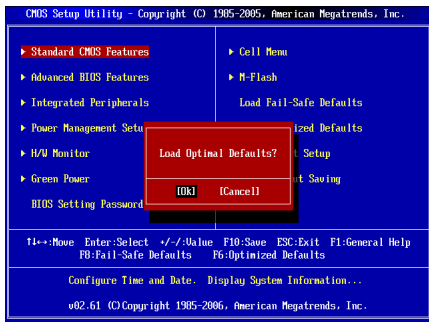 CMOS Setup Utility - Copyright (C) 1985-2005, American Megatrends, Inc.
Standard CMOS Features
Cell Menu
Advanced BIOS Features
M-Flash
Integrated Peripherals
Load Fail-Safe Defaults
Power Management Setu
ized Defaults
H/W Monitor
Load Optimal Defaults?
t Setup
Green Power
[Ok] [Cancel]
ut Saving
BIOS Setting Password
↑↓↔:Move Enter:Select +/-/:Value F10:Save ESC:Exit F1:General Help
F8:Fail-Safe Defaults F6:Optimized Defaults
Configure Time and Date. Display System Information...
v02.61 (C)Copyright 1985-2006, American Megatrends, Inc.